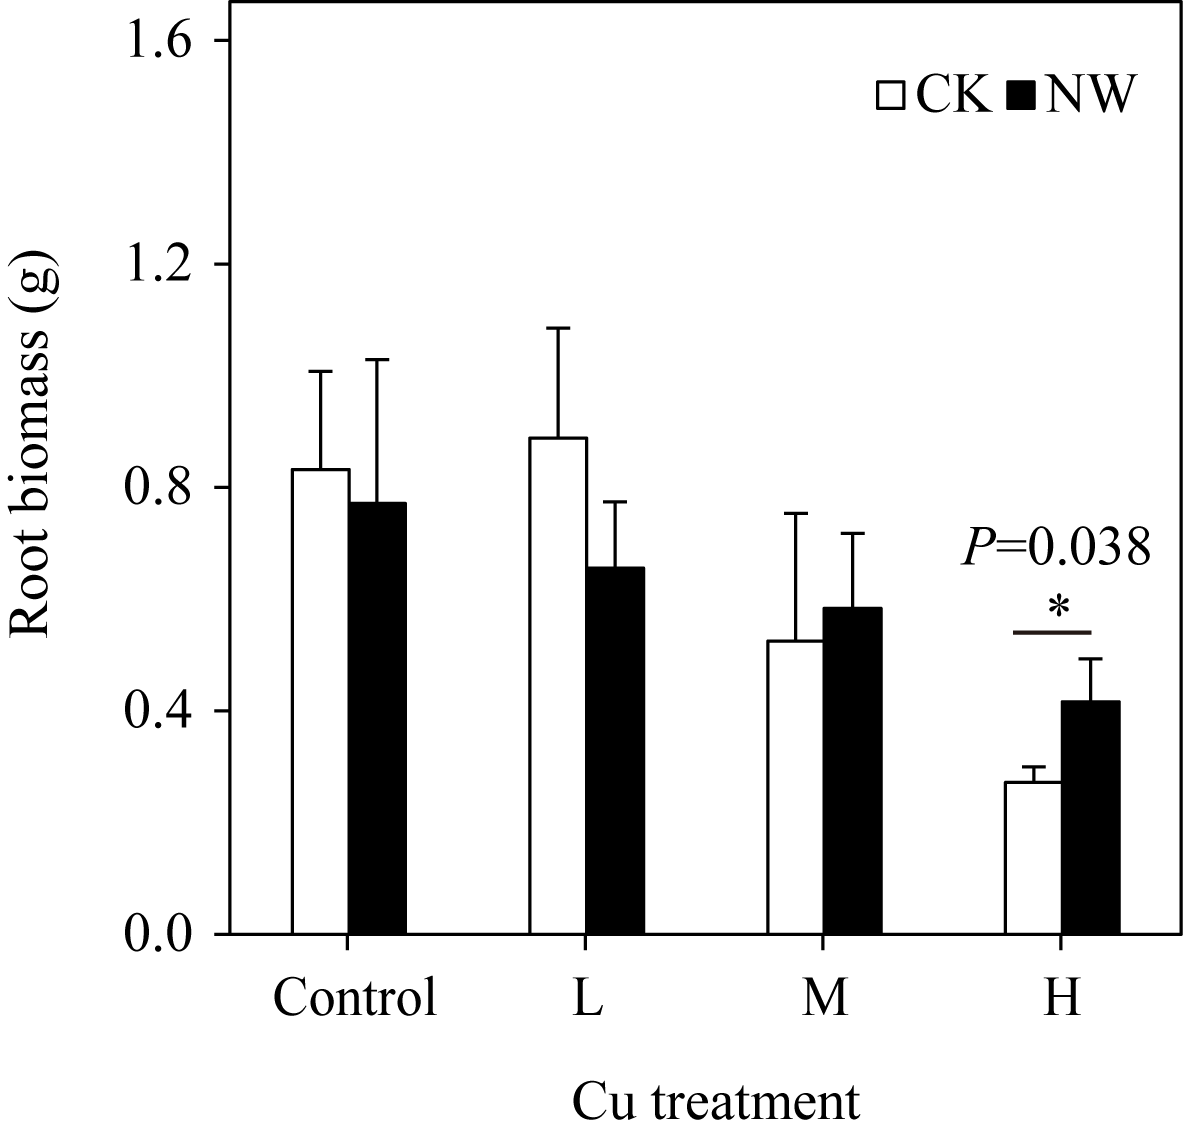 1.6
CK NW
1.2
Root biomass (g)
0.8
P=0.038
*
0.4
0.0
Control L M H
Cu treatment